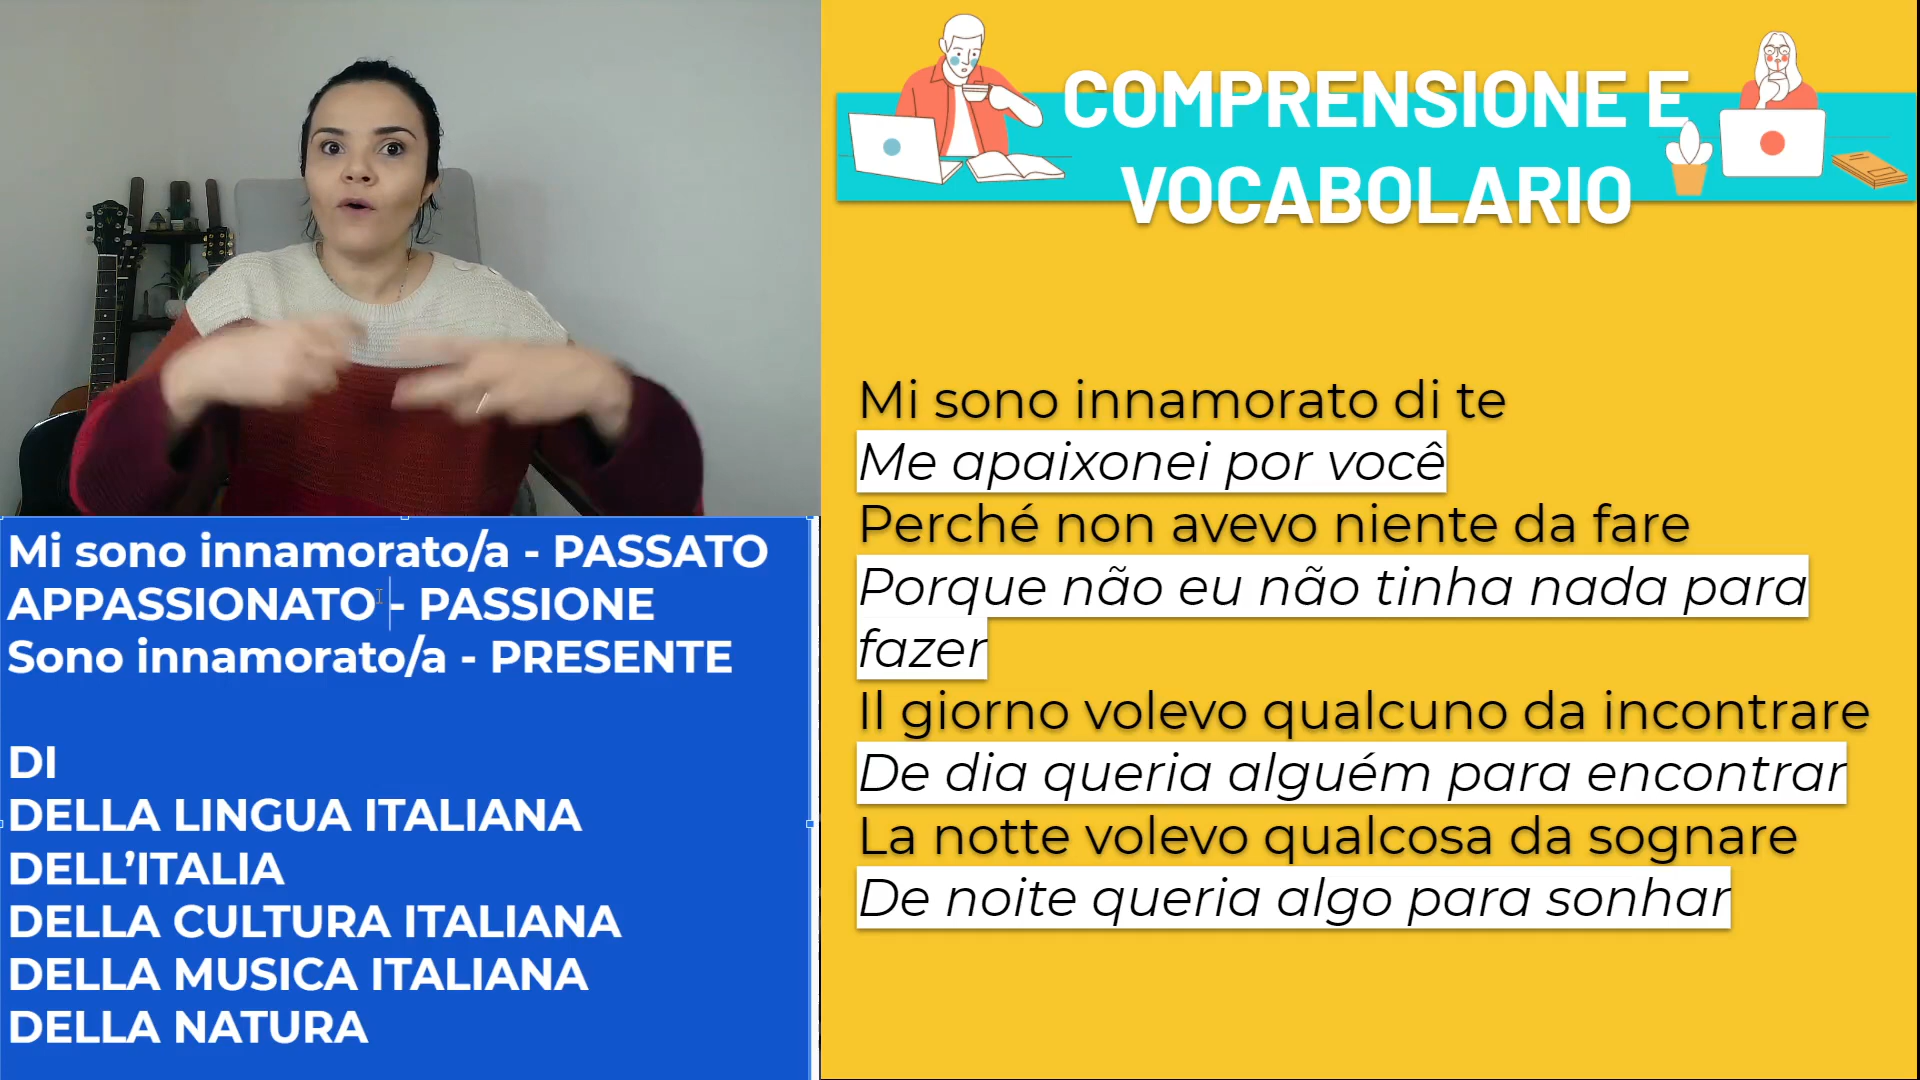 COMPRENSIONE E
VOCABOLARIO
Mi sono innamorato di te
Me apaixonei por você
Perché non avevo niente da fare
Porque não eu não tinha nada para
fazer
Il giorno volevo qualcuno da incontrare
De dia queria alguém para encontrar
La notte volevo qualcosa da sognare
De noite queria algo para sonhar
Mi sono innamorato/a - PASSATO
APPASSIONATO - PASSIONE
Sono innamorato/a - PRESENTE
DI
DELLA LINGUA ITALIANA
DELL’ITALIA
DELLA CULTURA ITALIANA
DELLA MUSICA ITALIANA
DELLA NATURA